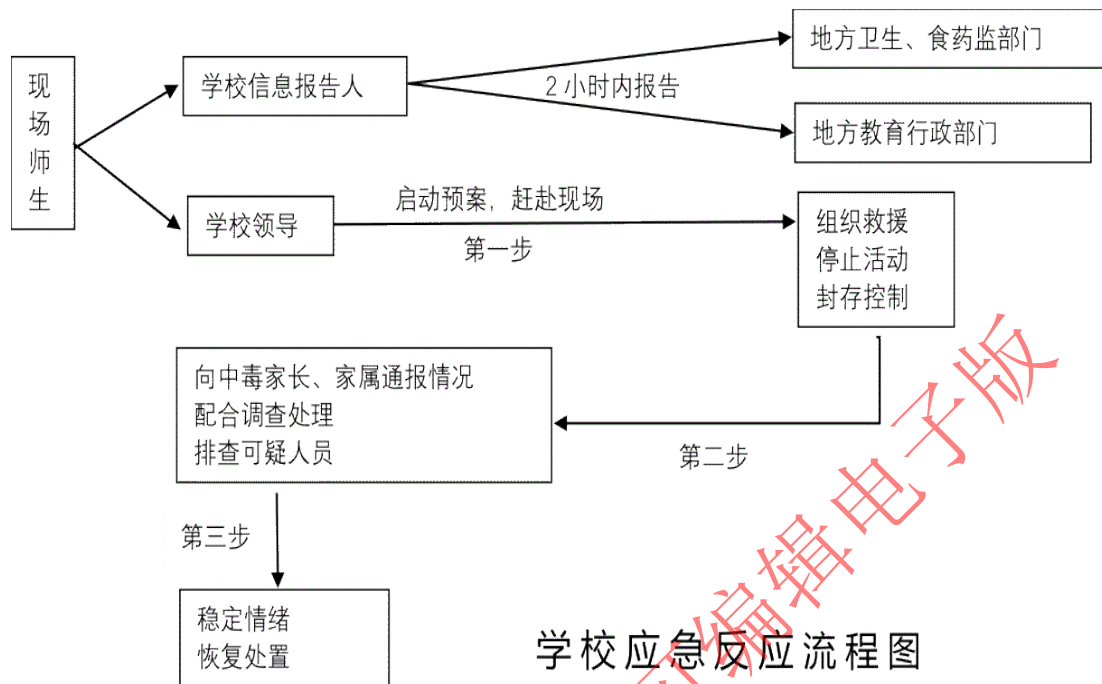 地方卫生、食药监部门
现场师生
学校信息报告人
2小时内报告
地方教育行政部门
启动预案，赶赴现场
学校领导
第一步
组织救援
停止活动
封存控制
向中毒家长、家属通报情况
配合调查处理
排查可疑人员
第二步
第三步
稳定情绪
恢复处置
学校应急反应流程图
可编辑电子版